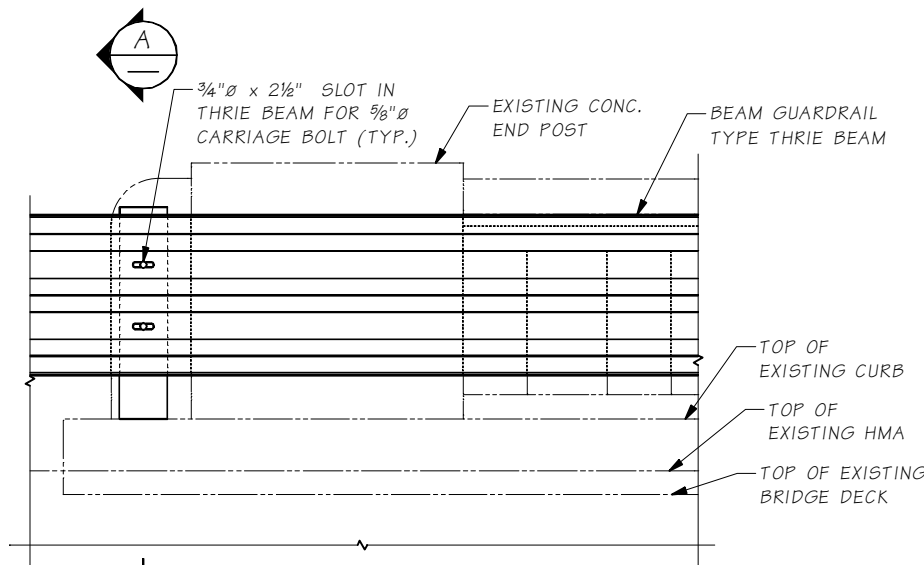 A
¾"ø x 2½" SLOT IN
THRIE BEAM FOR ⅝"ø
CARRIAGE BOLT (TYP.)
EXISTING CONC.
END POST
BEAM GUARDRAIL
TYPE THRIE BEAM
TOP OF
EXISTING CURB
TOP OF
EXISTING HMA
TOP OF EXISTING
BRIDGE DECK